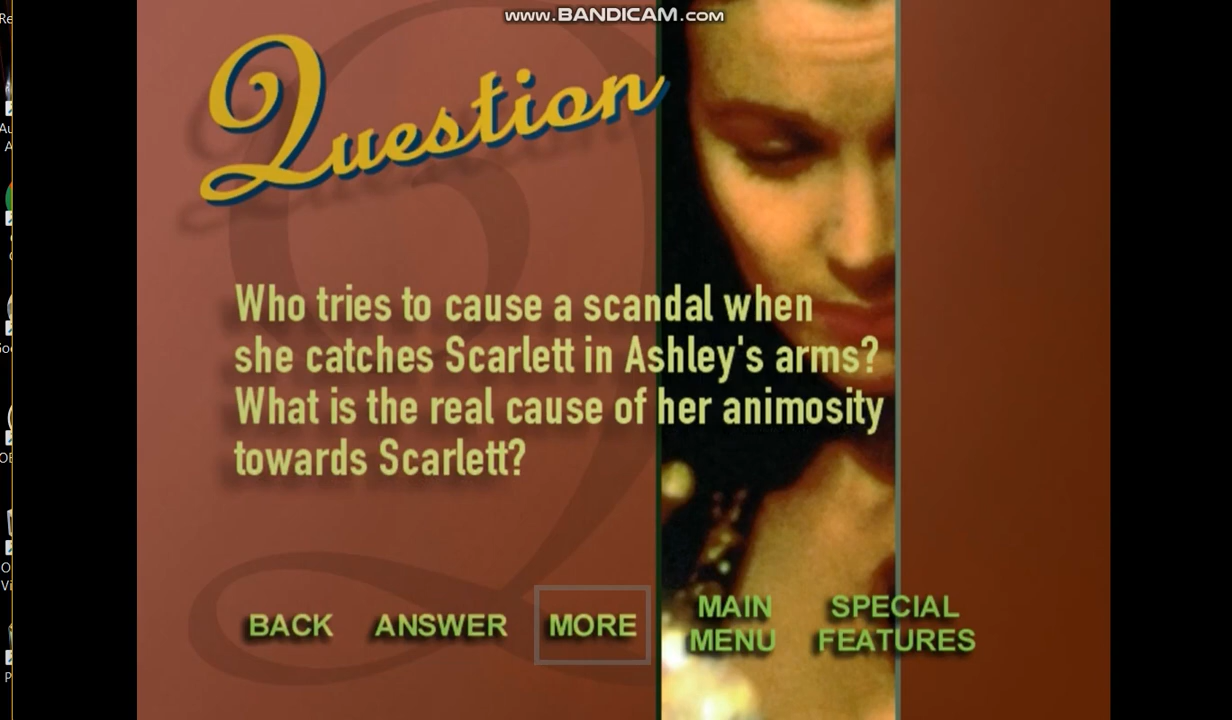 www.BANDICAM.com
Question
Who tries to cause a scandal when
she catches Scarlett in Ashley's arms?
What is the real cause of her animosity
towards Scarlett?
BACK
ANSWER
MORE
MAIN
MENU
SPECIAL
FEATURES